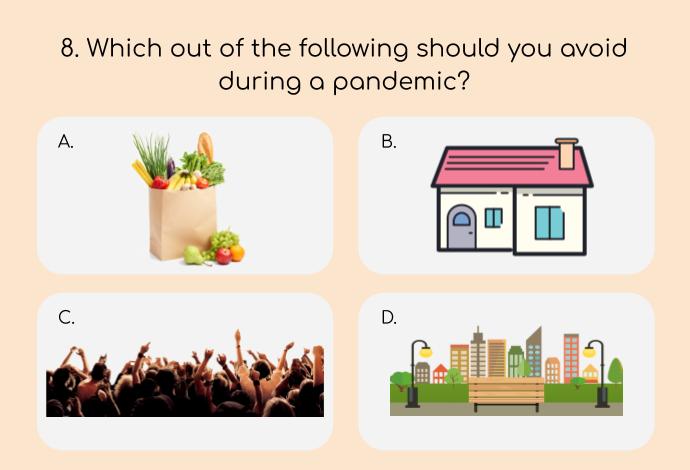 8. Which out of the following should you avoid
during a pandemic?
A.
B.
C.
D.